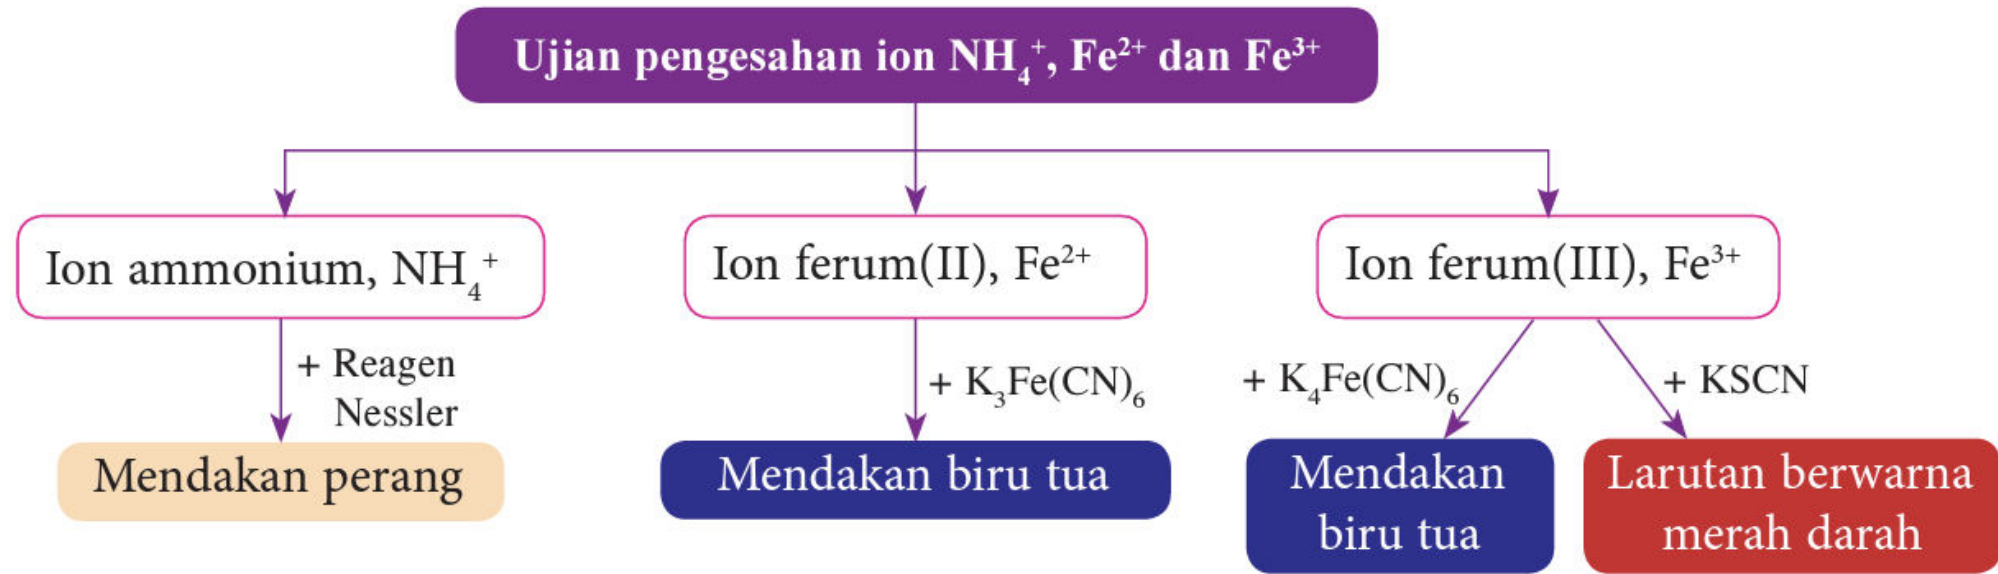 Ujian pengesahan ion NH₄⁺, Fe²⁺ dan Fe³⁺
Ion ammonium, NH₄⁺
Ion ferum(II), Fe²⁺
Ion ferum(III), Fe³⁺
+ Reagen
Nessler
+ K₃Fe(CN)₆
+ K₄Fe(CN)₆
+ KSCN
Mendakan perang
Mendakan biru tua
Mendakan
biru tua
Larutan berwarna
merah darah